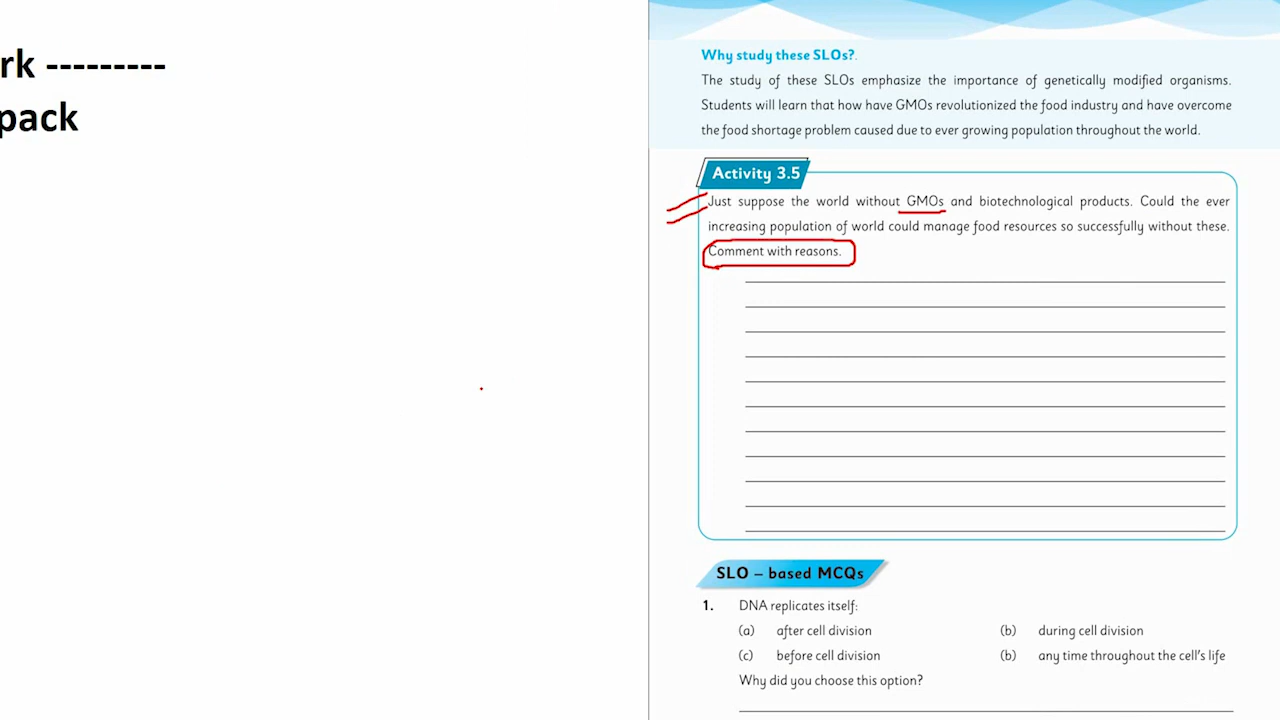 rk ---------
pack
Why study these SLOs?.
The study of these SLOs emphasize the importance of genetically modified organisms.
Students will learn that how have GMOs revolutionized the food industry and have overcome
the food shortage problem caused due to ever growing population throughout the world.
Activity 3.5
Just suppose the world without GMOs and biotechnological products. Could the ever
increasing population of world could manage food resources so successfully without these.
Comment with reasons.
SLO – based MCQs
1. DNA replicates itself:
(a) after cell division (b) during cell division
(c) before cell division (b) any time throughout the cell's life
Why did you choose this option?